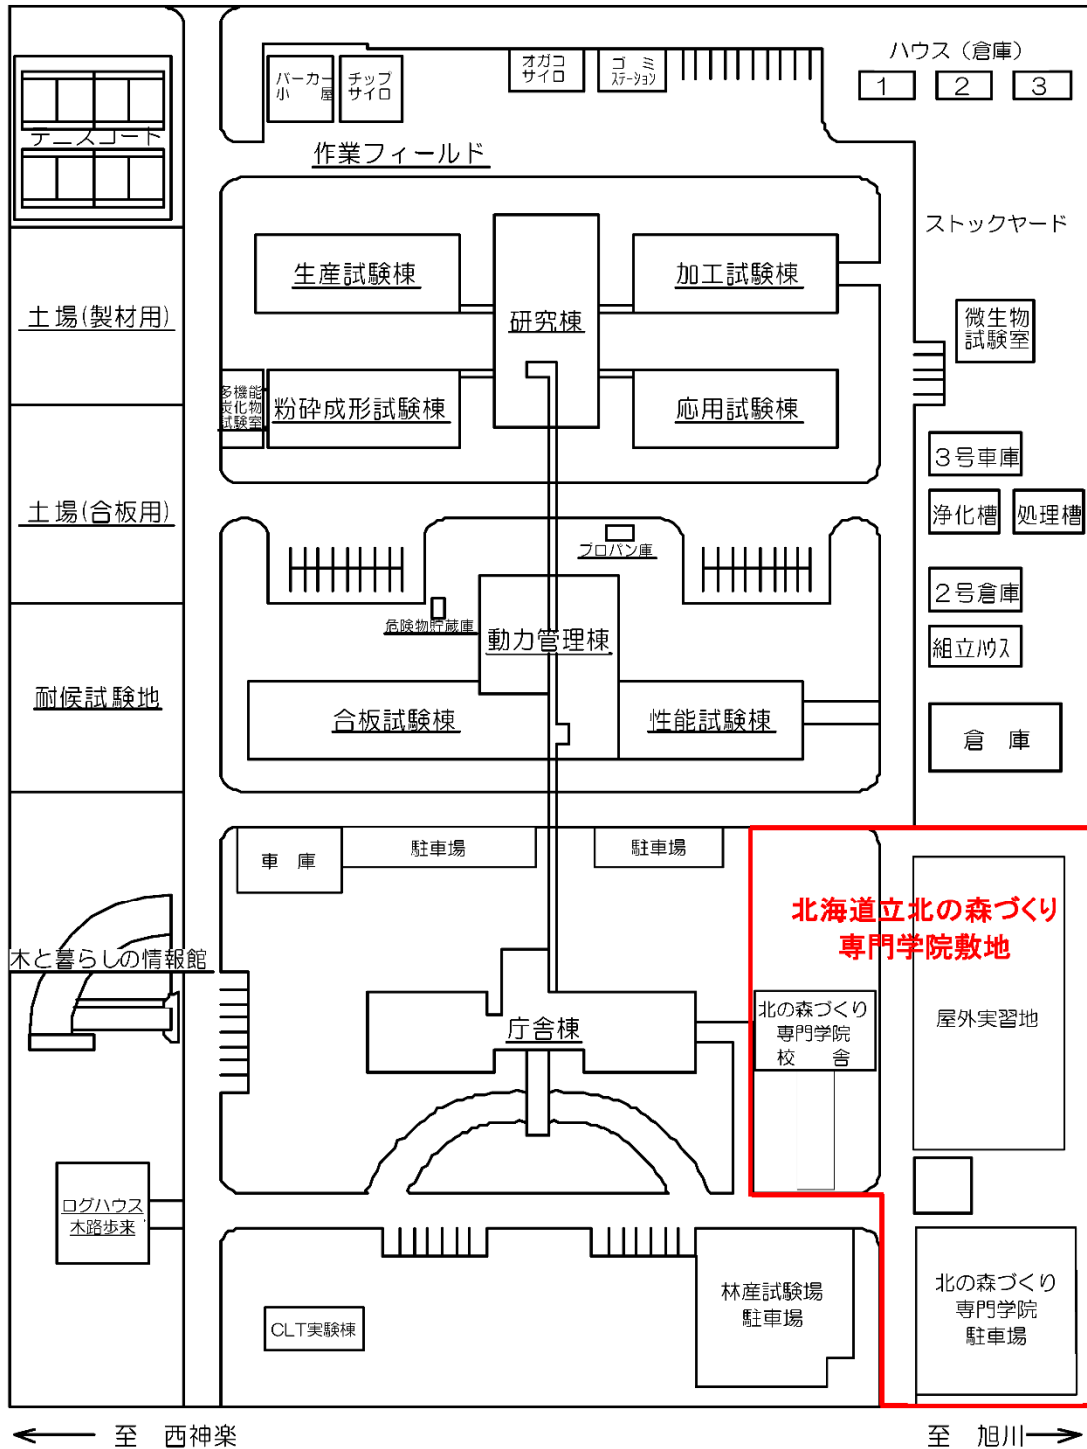 ハウス（倉庫）
1
2
3
バーカー
小　屋
チップ
サイロ
オガコ
サイロ
ゴ　ミ
ステーション
テニスコート
作業フィールド
ストックヤード
生産試験棟
研究棟
加工試験棟
土場(製材用)
微生物
試験室
多機能
炭化物
試験室
粉砕成形試験棟
応用試験棟
3号車庫
土場(合板用)
浄化槽
処理槽
プロパン庫
2号倉庫
危険物貯蔵庫
動力管理棟
組立ハウス
耐候試験地
合板試験棟
性能試験棟
倉　庫
車　庫
駐車場
駐車場
北海道立北の森づくり
専門学院敷地
木と暮らしの情報館
庁舎棟
北の森づくり
専門学院
校　舎
屋外実習地
ログハウス
木路歩来
林産試験場
駐車場
北の森づくり
専門学院
駐車場
CLT実験棟
至　西神楽
至　旭川